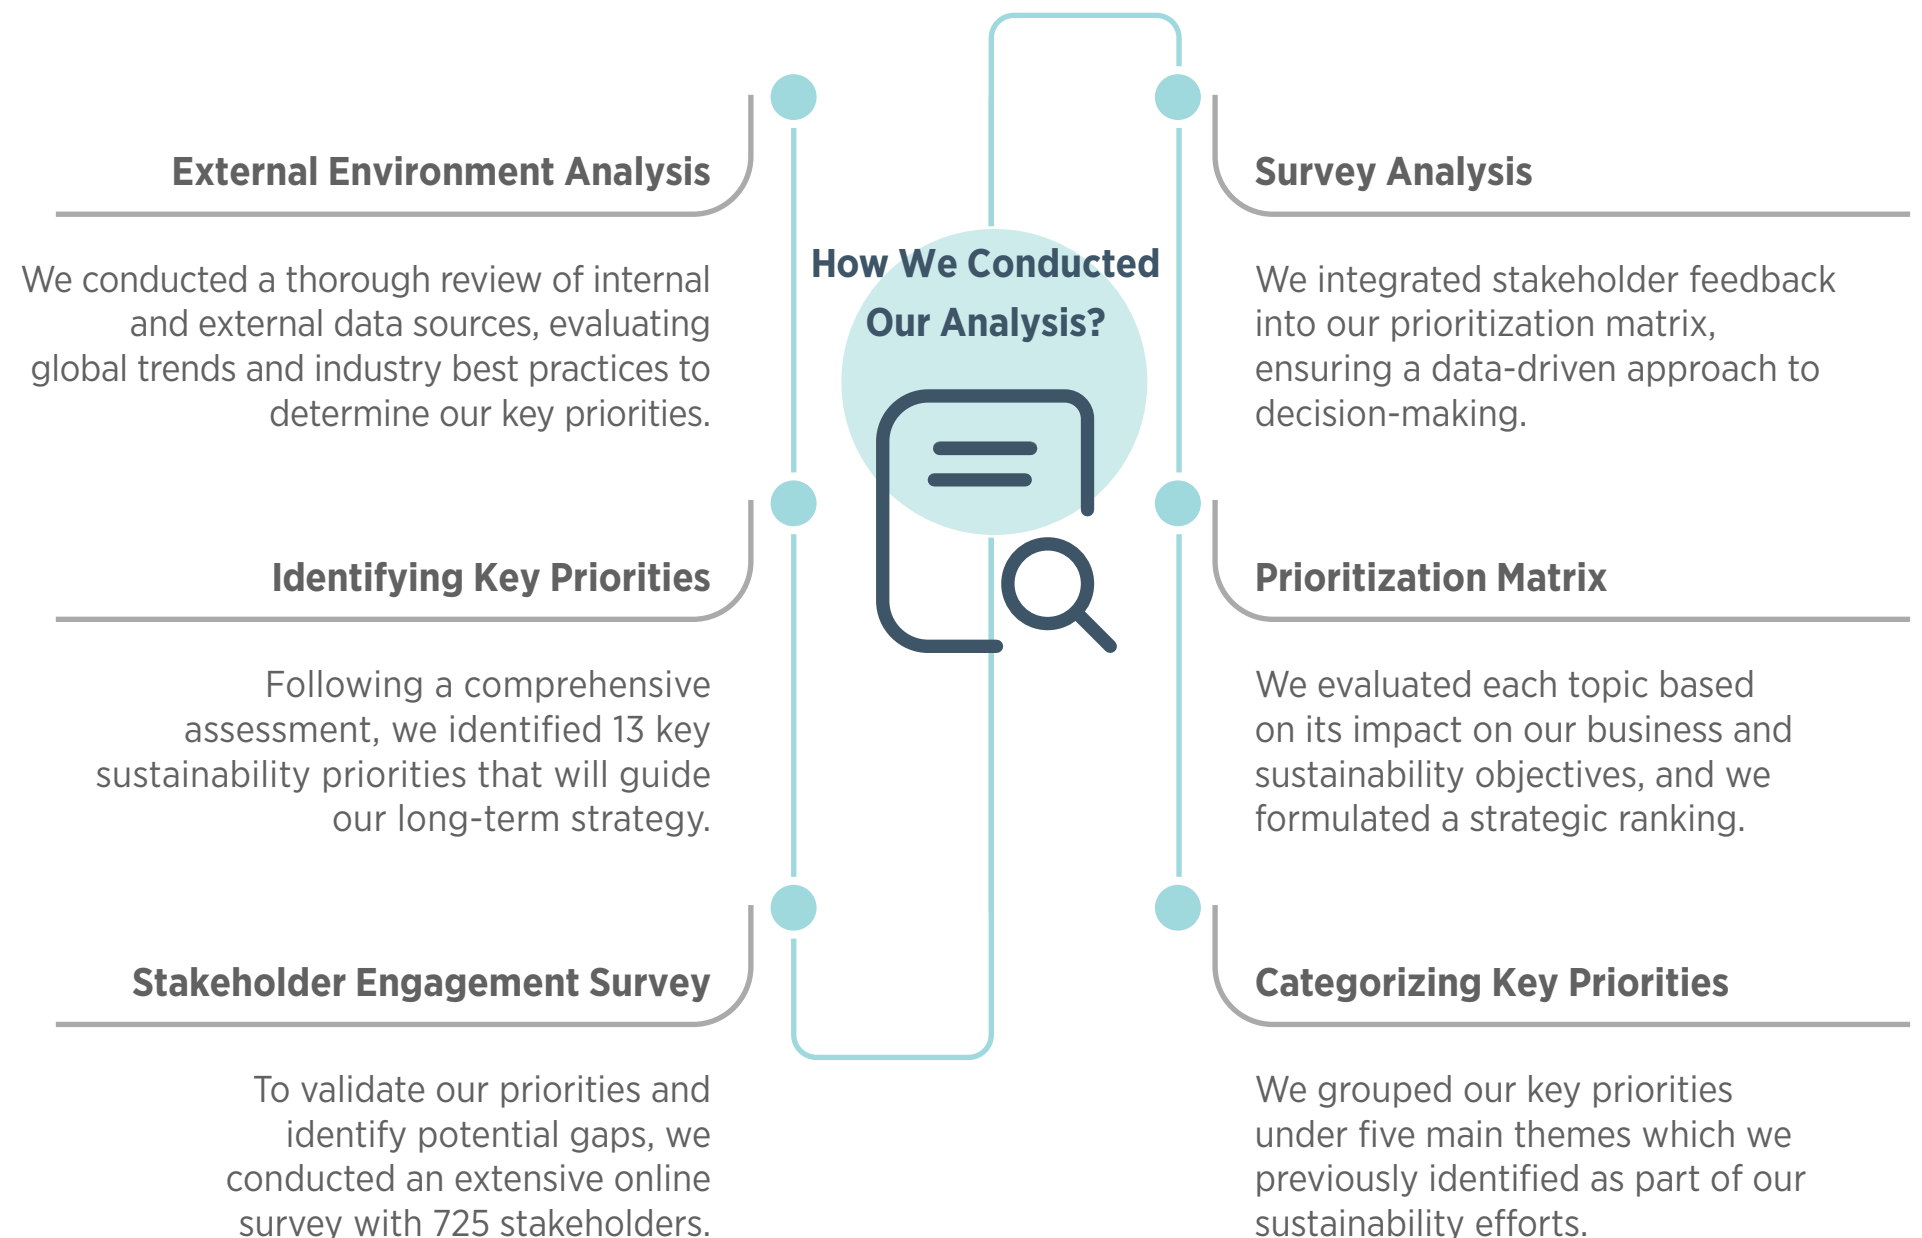 How We Conducted
Our Analysis?
External Environment Analysis
We conducted a thorough review of internal
and external data sources, evaluating
global trends and industry best practices to
determine our key priorities.
Identifying Key Priorities
Following a comprehensive
assessment, we identified 13 key
sustainability priorities that will guide
our long-term strategy.
Stakeholder Engagement Survey
To validate our priorities and
identify potential gaps, we
conducted an extensive online
survey with 725 stakeholders.
Survey Analysis
We integrated stakeholder feedback
into our prioritization matrix,
ensuring a data-driven approach to
decision-making.
Prioritization Matrix
We evaluated each topic based
on its impact on our business and
sustainability objectives, and we
formulated a strategic ranking.
Categorizing Key Priorities
We grouped our key priorities
under five main themes which we
previously identified as part of our
sustainability efforts.